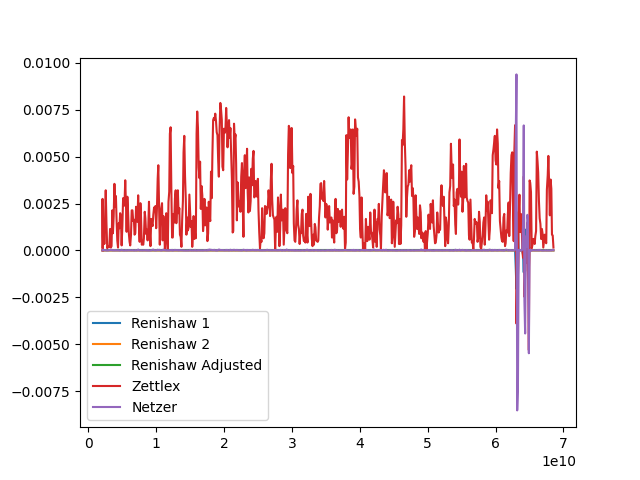 0.0100
0.0075
0.0050
0.0025
0.0000
−0.0025
−0.0050
−0.0075
Renishaw 1
Renishaw 2
Renishaw Adjusted
Zettlex
Netzer
0 1 2 3 4 5 6 7
1e10